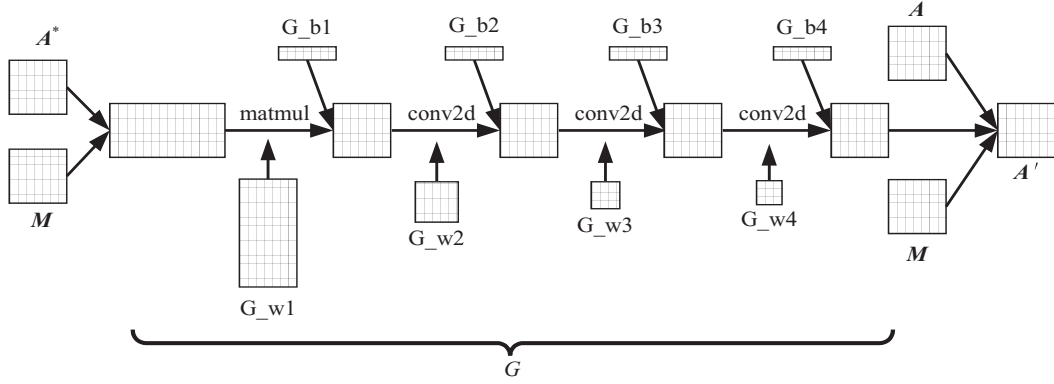 A*
M
G_b1
G_b2
G_b3
G_b4
matmul
conv2d
conv2d
conv2d
G_w1
G_w2
G_w3
G_w4
A
M
A'
G